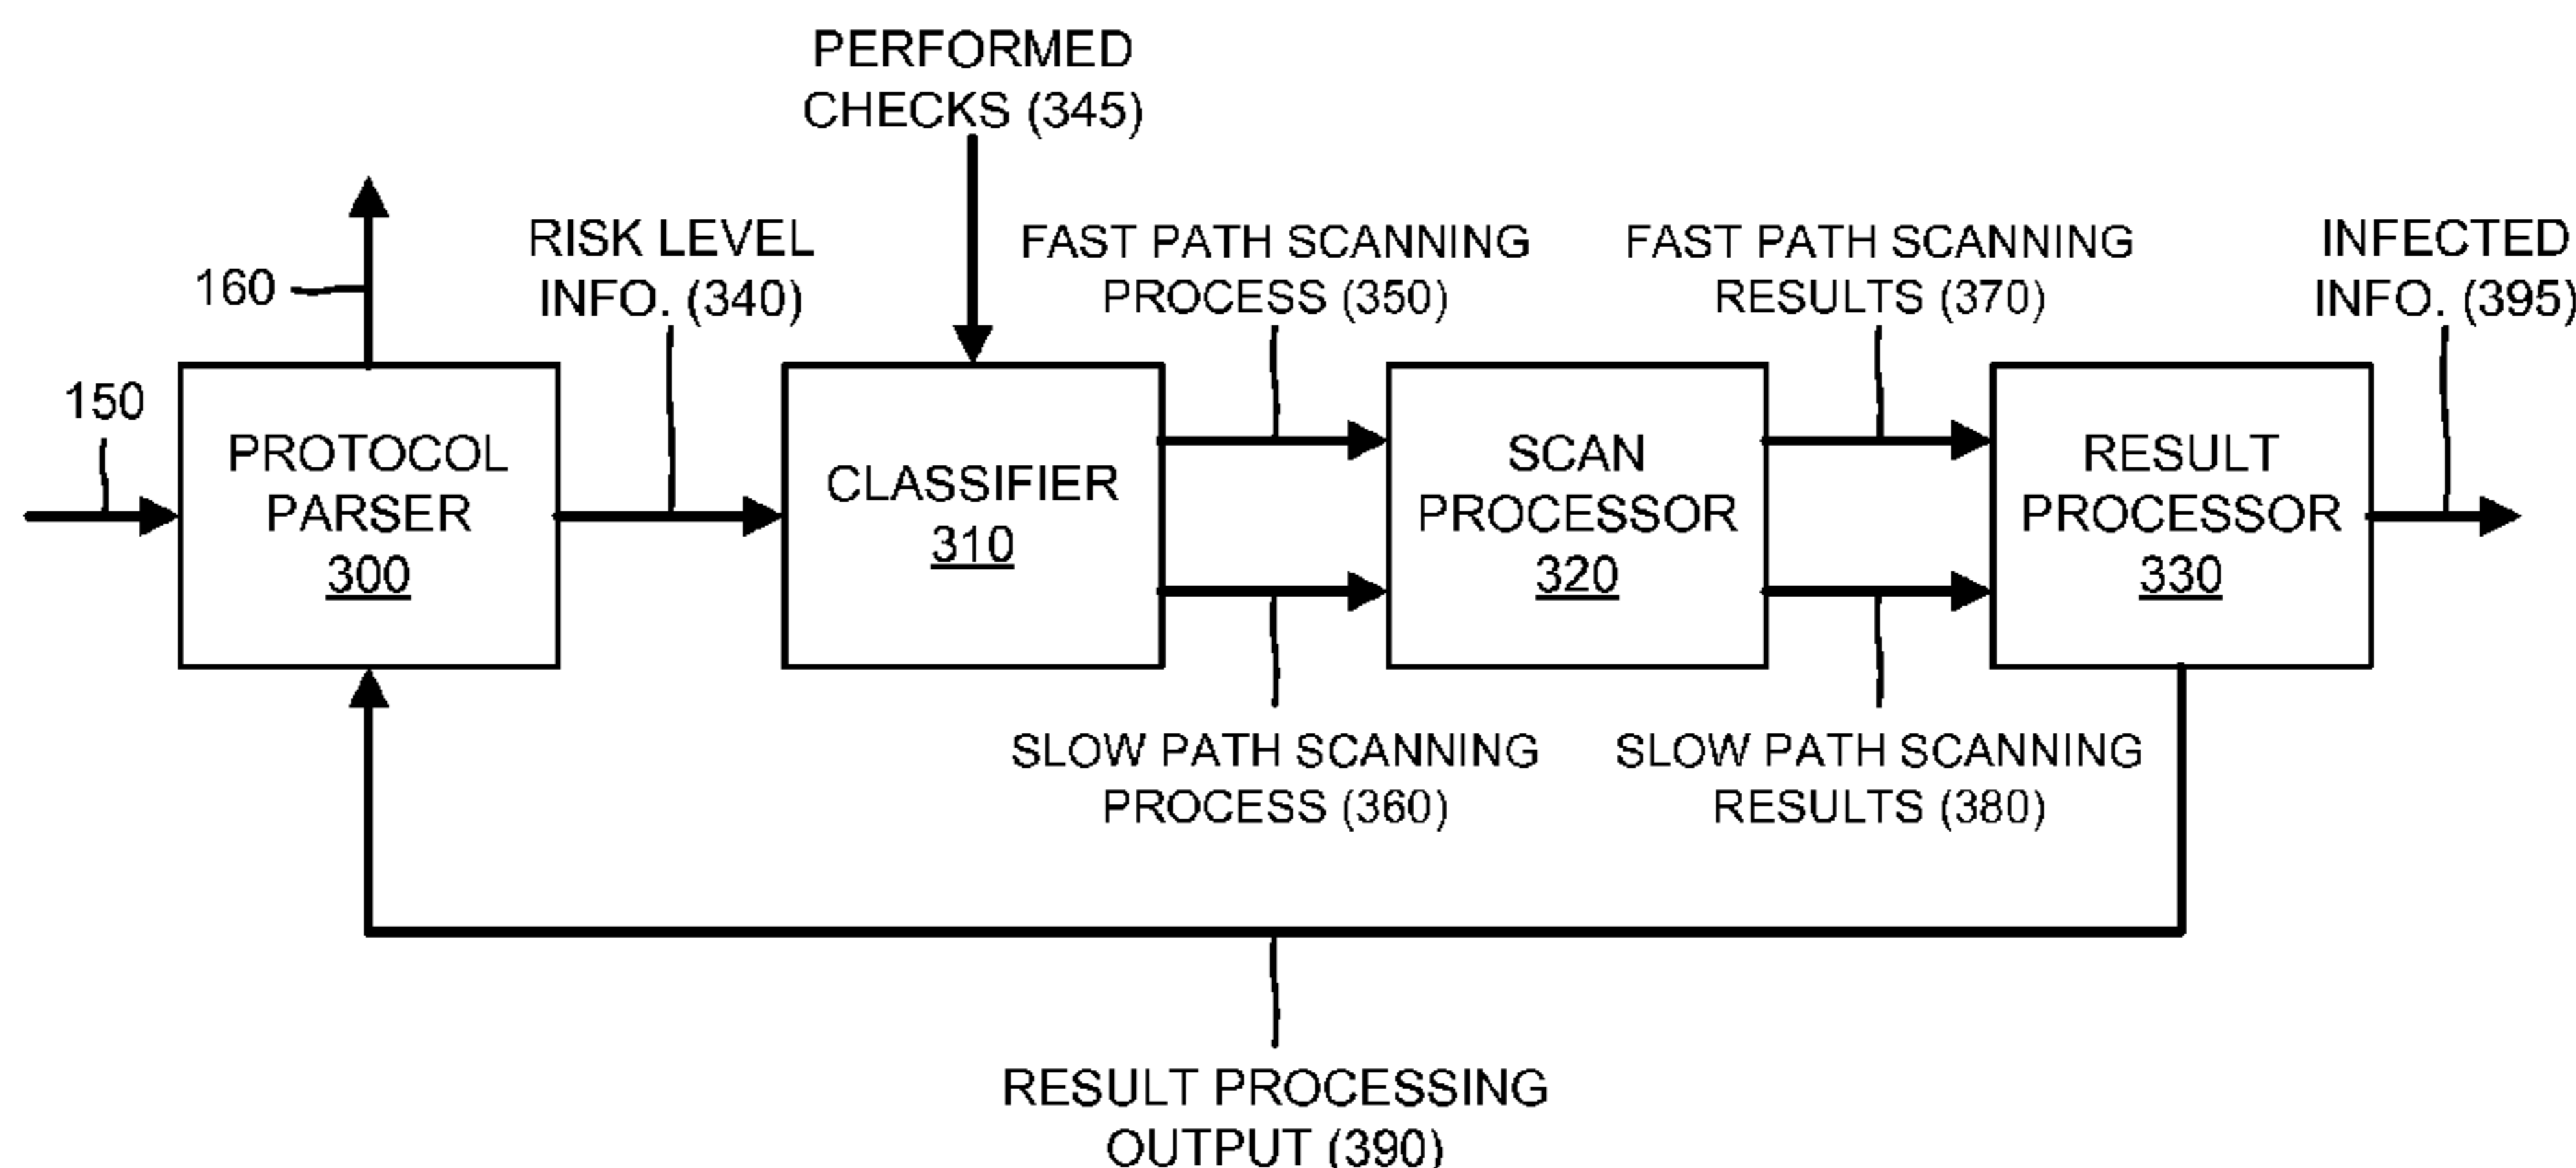 PERFORMED
CHECKS (345)
160
RISK LEVEL
INFO. (340)
FAST PATH SCANNING
PROCESS (350)
FAST PATH SCANNING
RESULTS (370)
INFECTED
INFO. (395)
150
PROTOCOL
PARSER
300
CLASSIFIER
310
SCAN
PROCESSOR
320
RESULT
PROCESSOR
330
SLOW PATH SCANNING
PROCESS (360)
SLOW PATH SCANNING
RESULTS (380)
RESULT PROCESSING
OUTPUT (390)